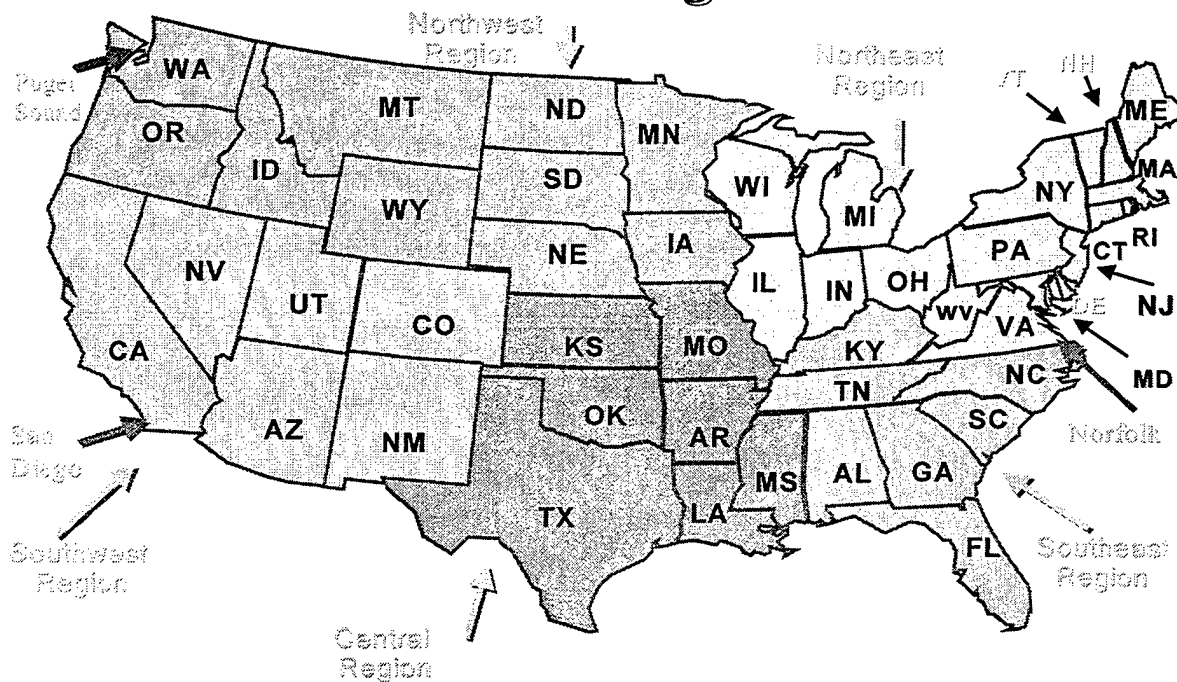 Northwest
Region
Northeast
Region
Puget
Sound
VT
NH
WA
OR
ID
MT
ND
MN
SD
WY
WI
MI
NY
ME
MA
RI
CT
NJ
PA
DE
MD
NV
UT
CO
NE
IA
IL
IN
OH
WV
VA
CA
KS
MO
KY
NC
TN
AZ
NM
OK
AR
SC
Norfolk
San
Diego
TX
LA
MS
AL
GA
FL
Southwest
Region
Southeast
Region
Central
Region